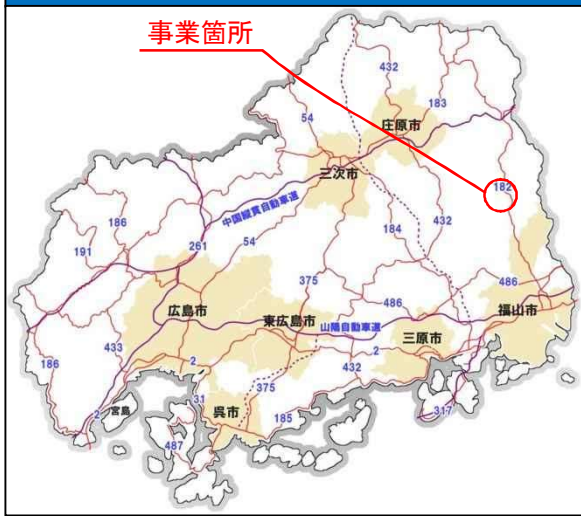 事業箇所
432
183
54
庄原市
三次市
182
中国縦貫自動車道
186
432
191
261
54
184
375
486
486
広島市
東広島市
山陽自動車道
三原市
福山市
186
433
2
2
432
2
宮島
31
呉市
375
185
317
487